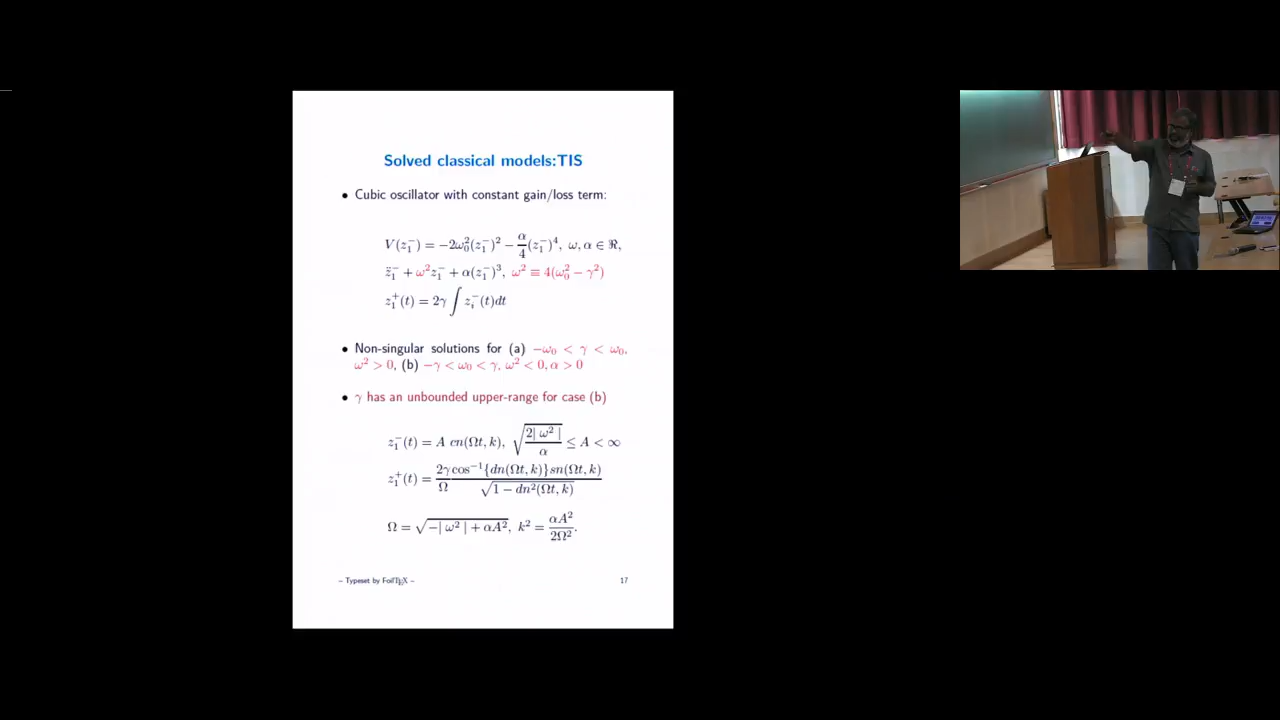 Solved classical models:TIS
• Cubic oscillator with constant gain/loss term:
V(z₁⁻) = −2ω₀²(z₁⁻)² − α/4 (z₁⁻)⁴, ω, α ∈ ℜ,
z̈₁⁻ + ω²z₁⁻ + α(z₁⁻)³, ω² ≡ 4(ω₀² − γ²)
z₁⁺(t) = 2γ ∫ zᵢ⁻(t)dt
• Non-singular solutions for (a) −ω₀ < γ < ω₀,
ω² > 0, (b) −γ < ω₀ < γ, ω² < 0, α > 0
• γ has an unbounded upper-range for case (b)
z₁⁻(t) = A cn(Ωt, k), √(2| ω² |/α) ≤ A < ∞
z₁⁺(t) = 2γ/Ω cos⁻¹{dn(Ωt, k)}sn(Ωt, k)/√(1 − dn²(Ωt, k))
Ω = √(−| ω² | + αA²), k² = αA²/2Ω².
– Typeset by FoilTEX –
17